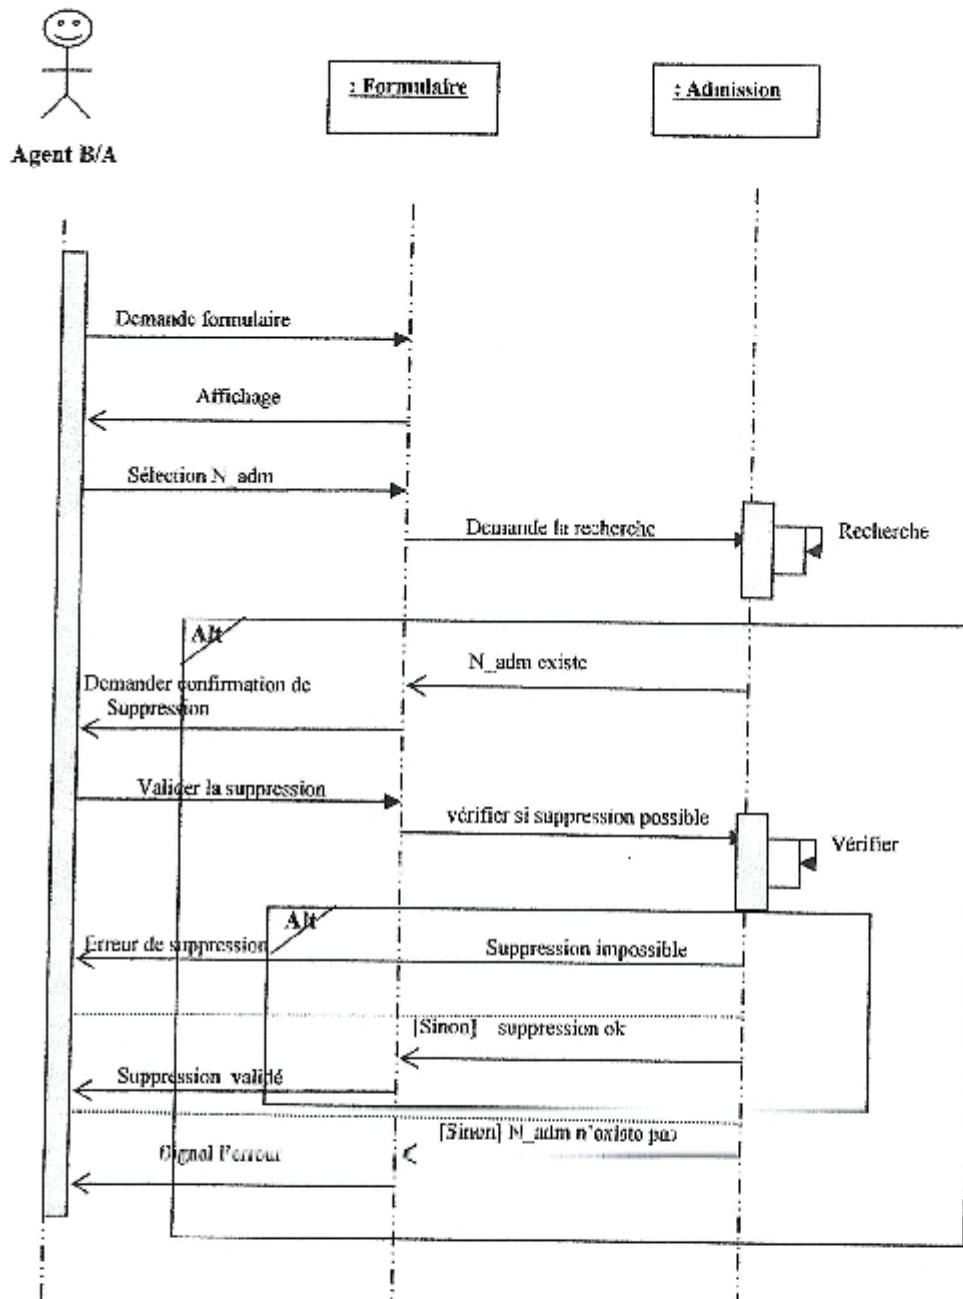 : Formulaire
: Admission
Agent B/A
Demande formulaire
Affichage
Sélection N_adm
Demande la recherche
Recherche
Alt
N_adm existe
Demander confirmation de
Suppression
Valider la suppression
vérifier si suppression possible
Vérifier
Alt
Erreur de suppression
Suppression impossible
[Sinon] suppression ok
Suppression validé
[Sinon] N_adm n'existe pas
Signal l'erreur